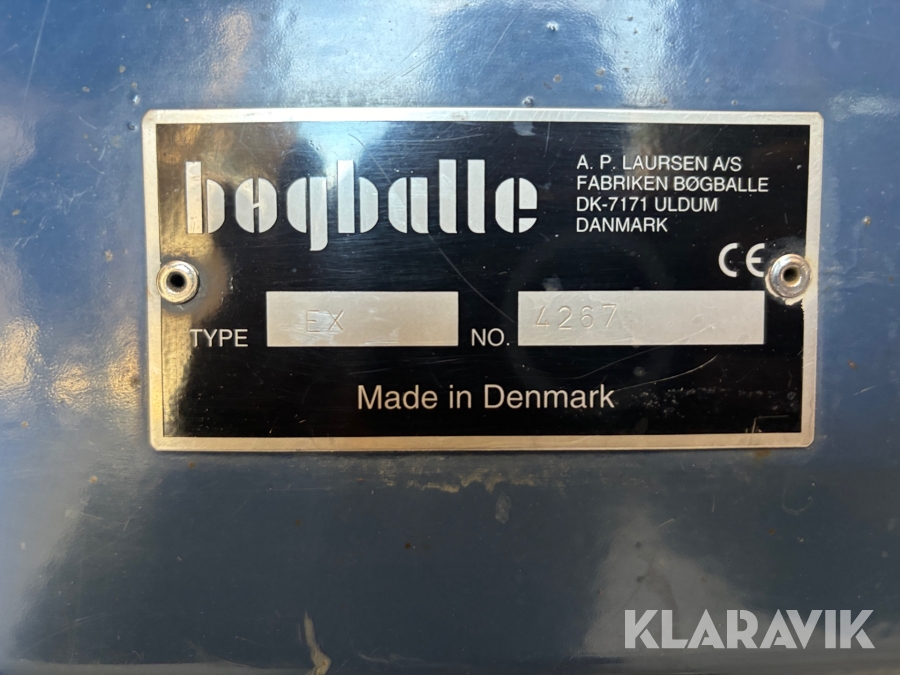 bøgballe
A. P. LAURSEN A/S
FABRIKEN BØGBALLE
DK-7171 ULDUM
DANMARK
CE
TYPE EX NO. 4267
Made in Denmark
KLARAVIK